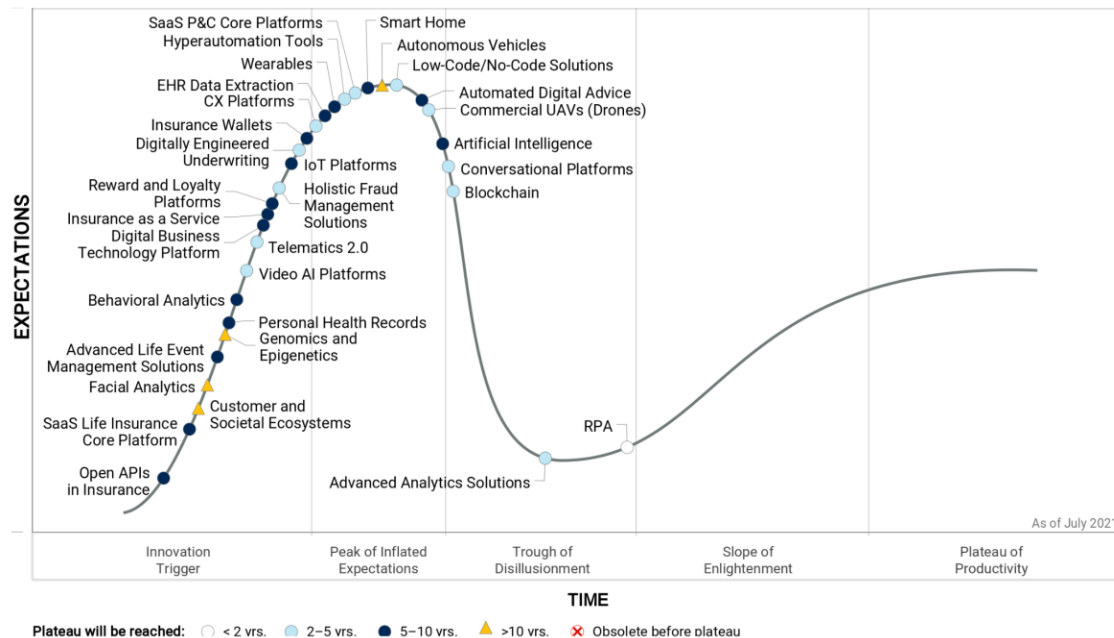 SaaS P&C Core Platforms
Smart Home
Hyperautomation Tools
Autonomous Vehicles
Wearables
Low-Code/No-Code Solutions
EHR Data Extraction
Automated Digital Advice
CX Platforms
Commercial UAVs (Drones)
Insurance Wallets
Artificial Intelligence
Digitally Engineered
Underwriting
IoT Platforms
Conversational Platforms
Reward and Loyalty
Platforms
Holistic Fraud
Management
Solutions
Blockchain
Insurance as a Service
Digital Business
Technology Platform
Telematics 2.0
Video AI Platforms
Behavioral Analytics
Personal Health Records
Genomics and
Epigenetics
Advanced Life Event
Management Solutions
Facial Analytics
Customer and
Societal Ecosystems
SaaS Life Insurance
Core Platform
RPA
Open APIs
in Insurance
Advanced Analytics Solutions
EXPECTATIONS
As of July 2021
Innovation
Trigger
Peak of Inflated
Expectations
Trough of
Disillusionment
Slope of
Enlightenment
Plateau of
Productivity
TIME
Plateau will be reached: < 2 yrs. 2–5 yrs. 5–10 yrs. >10 yrs. Obsolete before plateau